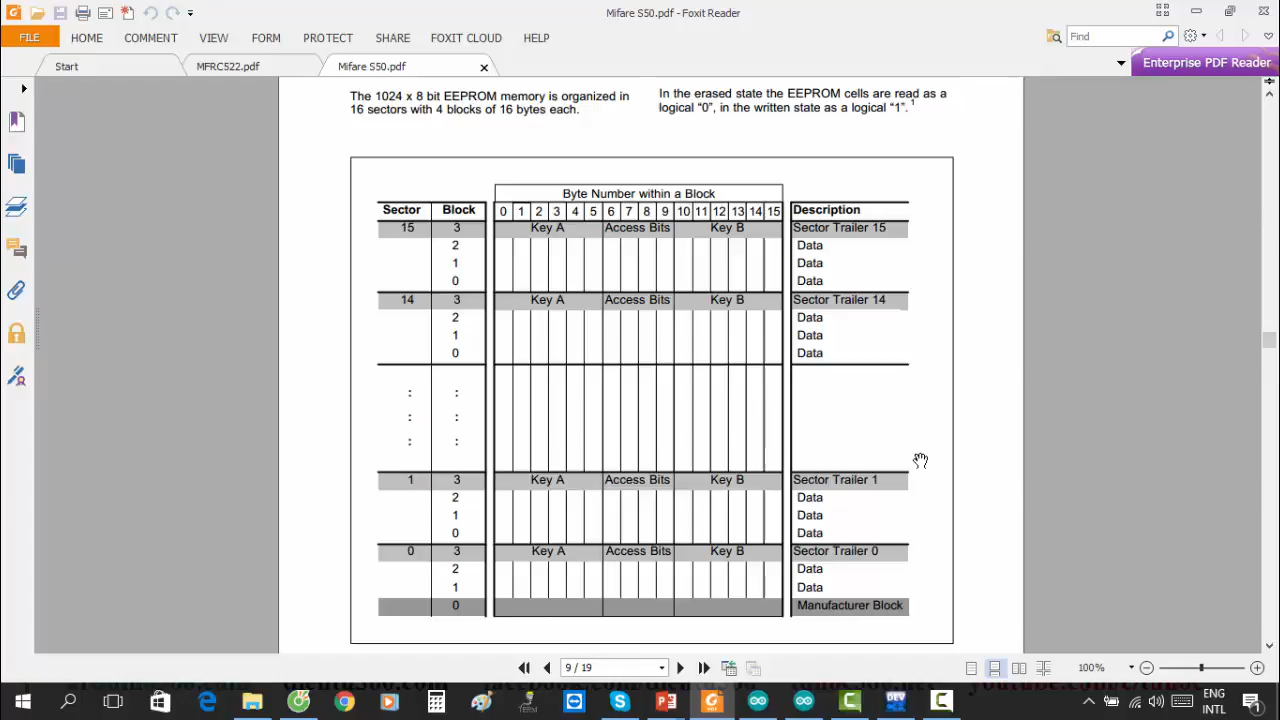 Mifare S50.pdf - Foxit Reader
FILE HOME COMMENT VIEW FORM PROTECT SHARE FOXIT CLOUD HELP Find
Start MFRC522.pdf Mifare S50.pdf Enterprise PDF Reader
The 1024 x 8 bit EEPROM memory is organized in
16 sectors with 4 blocks of 16 bytes each.
In the erased state the EEPROM cells are read as a
logical “0”, in the written state as a logical “1”. 1
Byte Number within a Block
Sector Block 0 1 2 3 4 5 6 7 8 9 10 11 12 13 14 15 Description
15 3 Key A Access Bits Key B Sector Trailer 15
2 Data
1 Data
0 Data
14 3 Key A Access Bits Key B Sector Trailer 14
2 Data
1 Data
0 Data
: :
: :
: :
1 3 Key A Access Bits Key B Sector Trailer 1
2 Data
1 Data
0 Data
0 3 Key A Access Bits Key B Sector Trailer 0
2 Data
1 Data
0 Manufacturer Block
9 / 19 100%
ENG
INTL